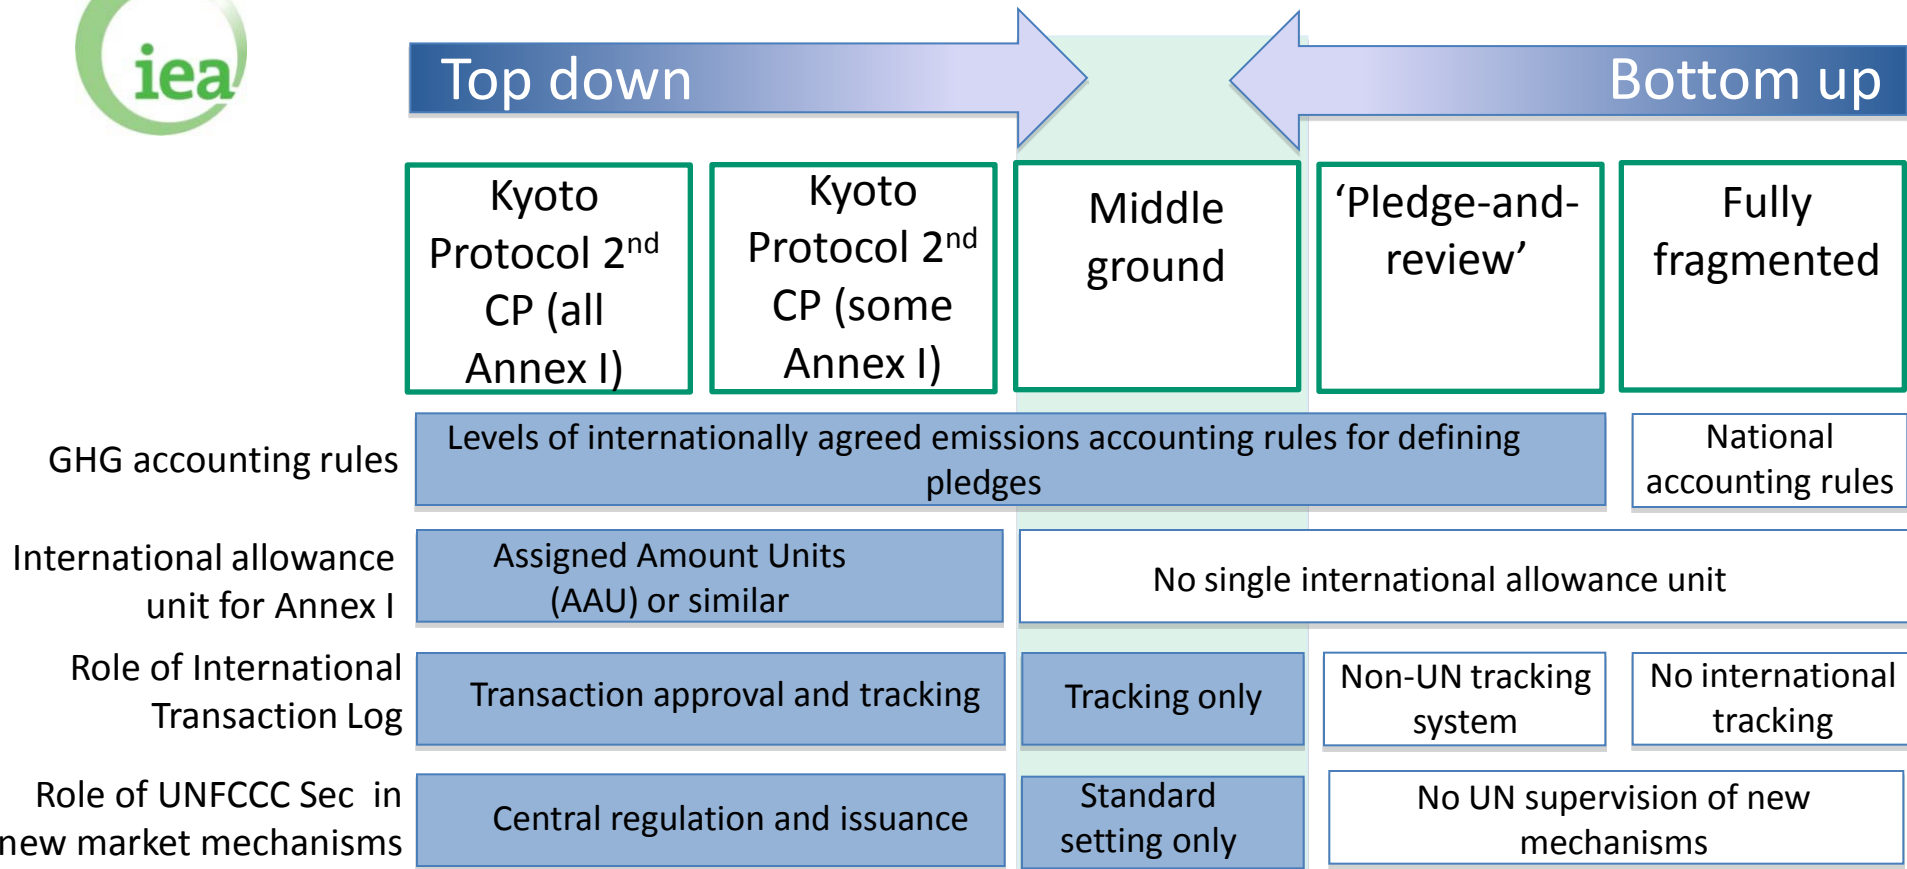 iea
Top down
Bottom up
Kyoto
Protocol 2nd
CP (all
Annex I)
Kyoto
Protocol 2nd
CP (some
Annex I)
Middle
ground
‘Pledge-and-
review’
Fully
fragmented
GHG accounting rules
Levels of internationally agreed emissions accounting rules for defining
pledges
National
accounting rules
International allowance
unit for Annex I
Assigned Amount Units
(AAU) or similar
No single international allowance unit
Role of International
Transaction Log
Transaction approval and tracking
Tracking only
Non-UN tracking
system
No international
tracking
Role of UNFCCC Sec in
new market mechanisms
Central regulation and issuance
Standard
setting only
No UN supervision of new
mechanisms